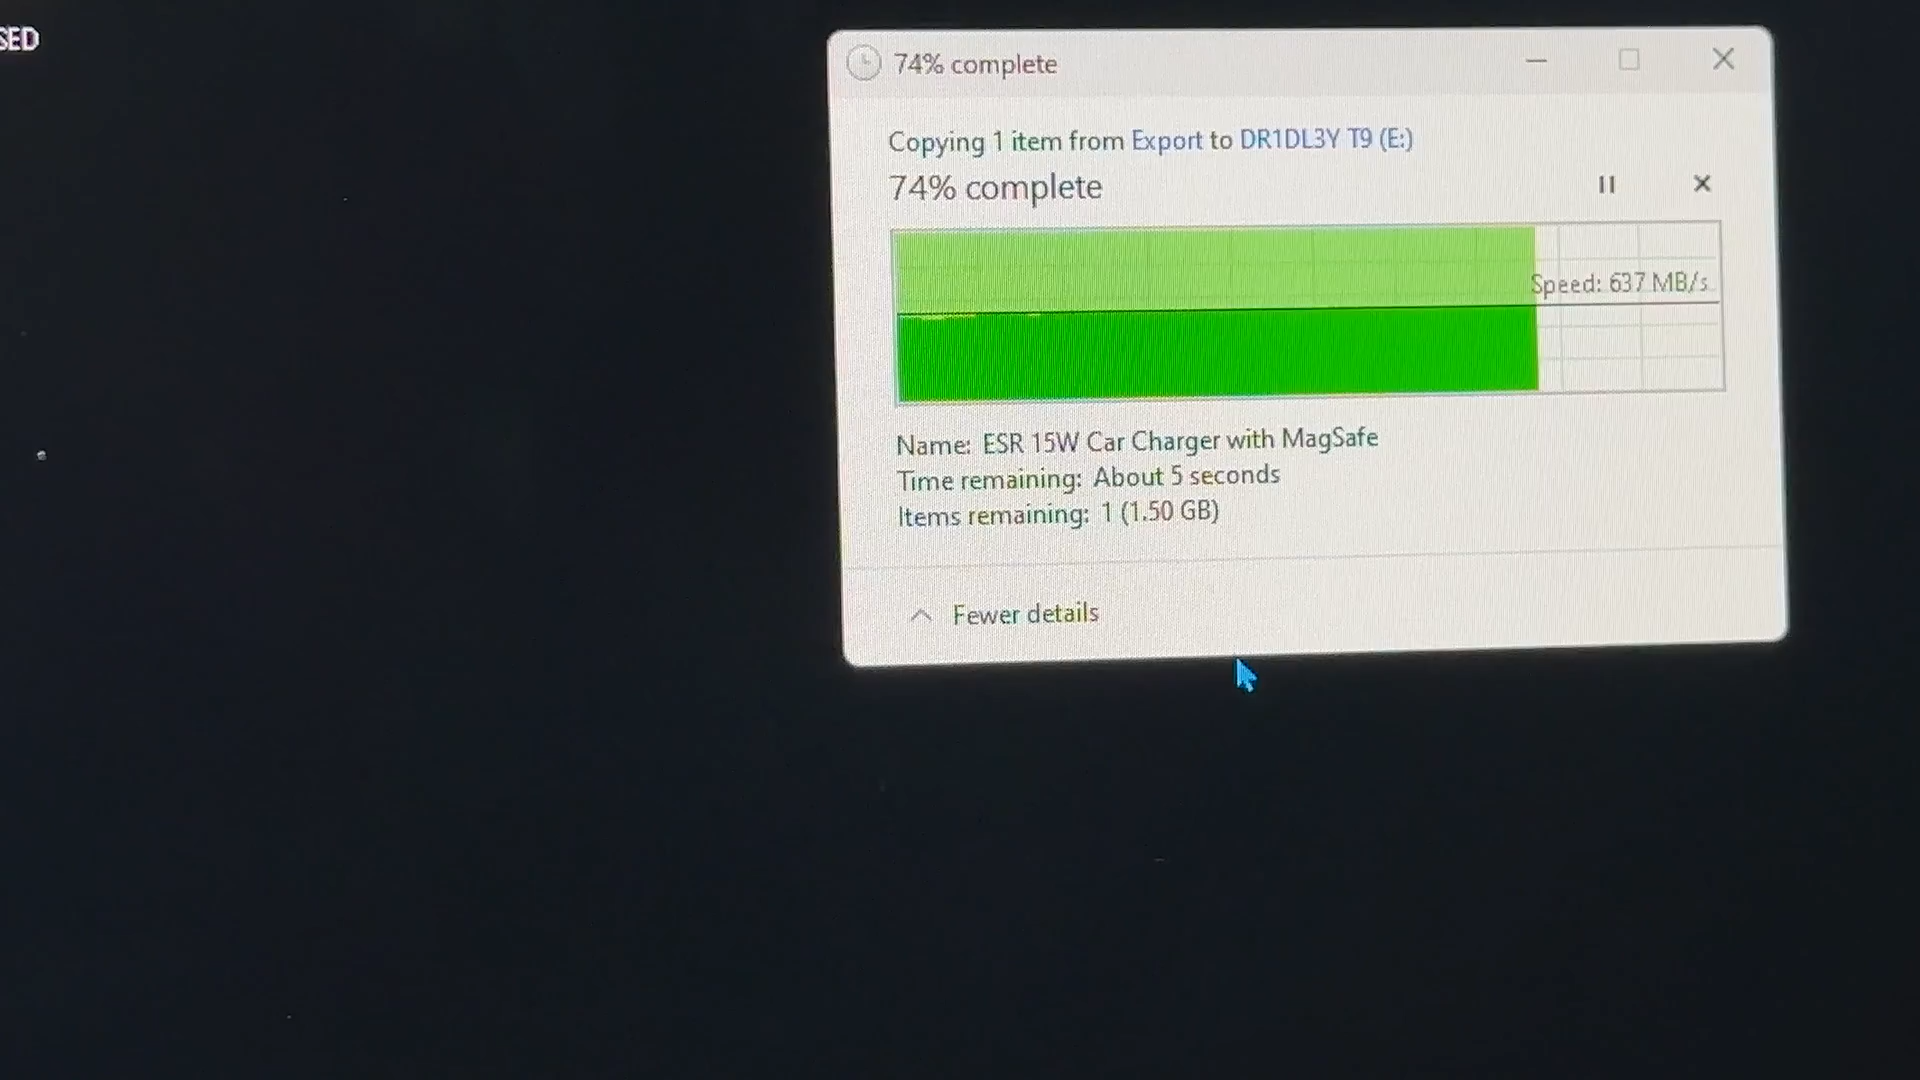 SED
74% complete
Copying 1 item from Export to DR1DL3Y T9 (E:)
74% complete
Speed: 637 MB/s
Name: ESR 15W Car Charger with MagSafe
Time remaining: About 5 seconds
Items remaining: 1 (1.50 GB)
Fewer details